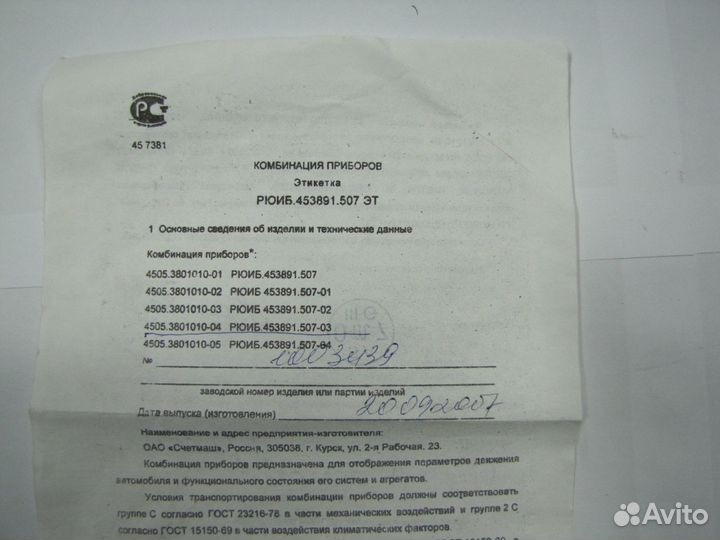 РС
45 7381
КОМБИНАЦИЯ ПРИБОРОВ
Этикетка
РЮИБ.453891.507 ЭТ
1 Основные сведения об изделии и технические данные
Комбинация приборов*:
4505.3801010-01 РЮИБ.453891.507
4505.3801010-02 РЮИБ 453891.507-01
4505.3801010-03 РЮИБ 453891.507-02
4505.3801010-04 РЮИБ.453891.507-03
4505.3801010-05 РЮИБ.453891.507-04
№ 1003439
заводской номер изделия или партии изделий
Дата выпуска (изготовления) 20092007
Наименование и адрес предприятия-изготовителя:
ОАО «Счетмаш», Россия, 305038, г. Курск, ул. 2-я Рабочая. 23.
Комбинация приборов предназначена для отображения параметров движения
автомобиля и функционального состояния его систем и агрегатов.
Условия транспортирования комбинации приборов должны соответствовать
группе С согласно ГОСТ 23216-78 в части механических воздействий и группе 2 С
согласно ГОСТ 15150-69 в части воздействия климатических факторов.
Avito